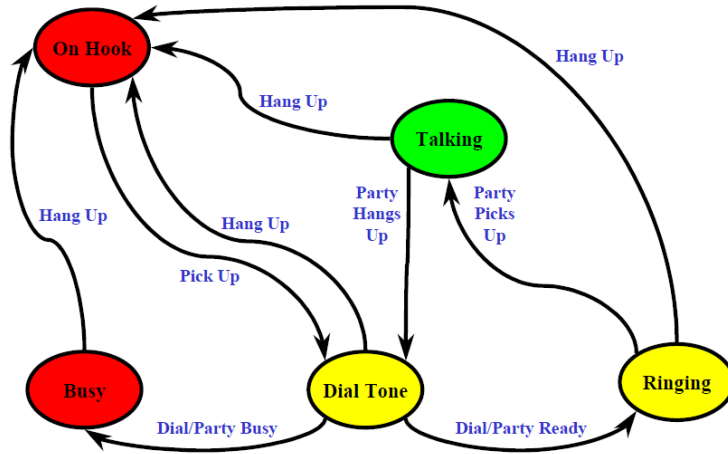 On Hook
Hang Up
Hang Up
Talking
Party
Hangs
Up
Party
Picks
Up
Hang Up
Hang Up
Pick Up
Busy
Dial Tone
Ringing
Dial/Party Busy
Dial/Party Ready